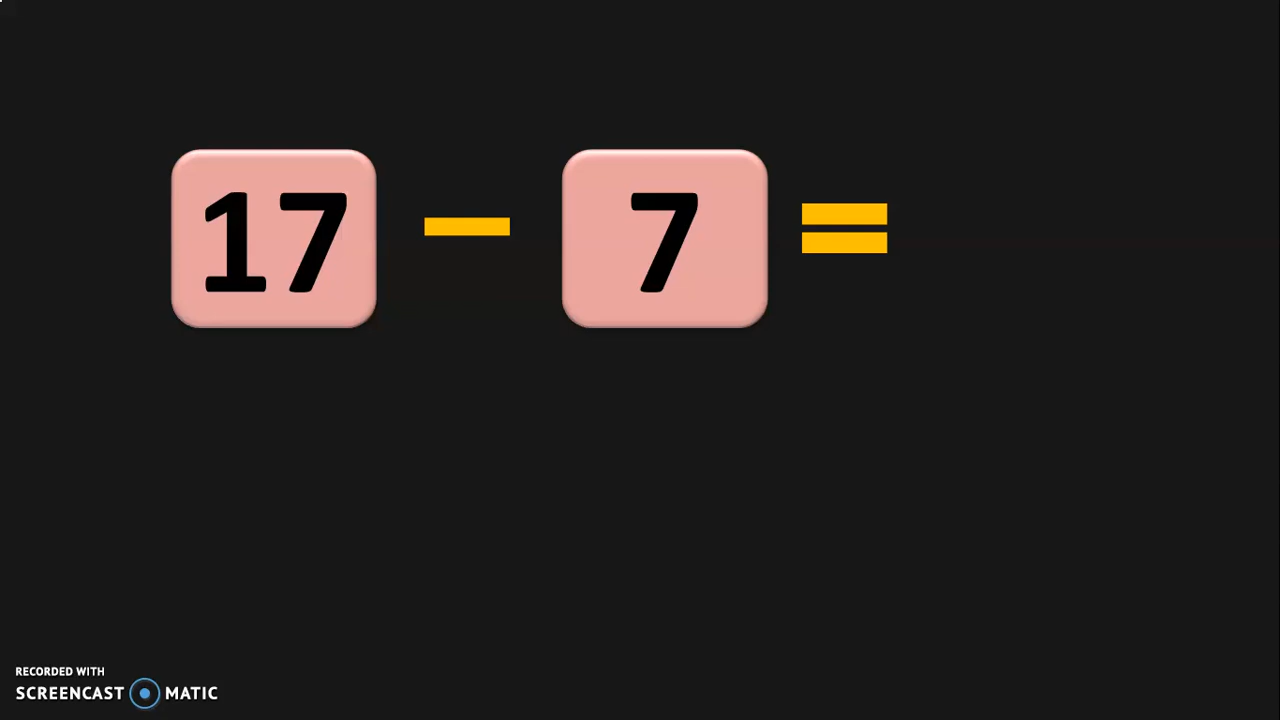 17 – 7 =
RECORDED WITH
SCREENCAST MATIC